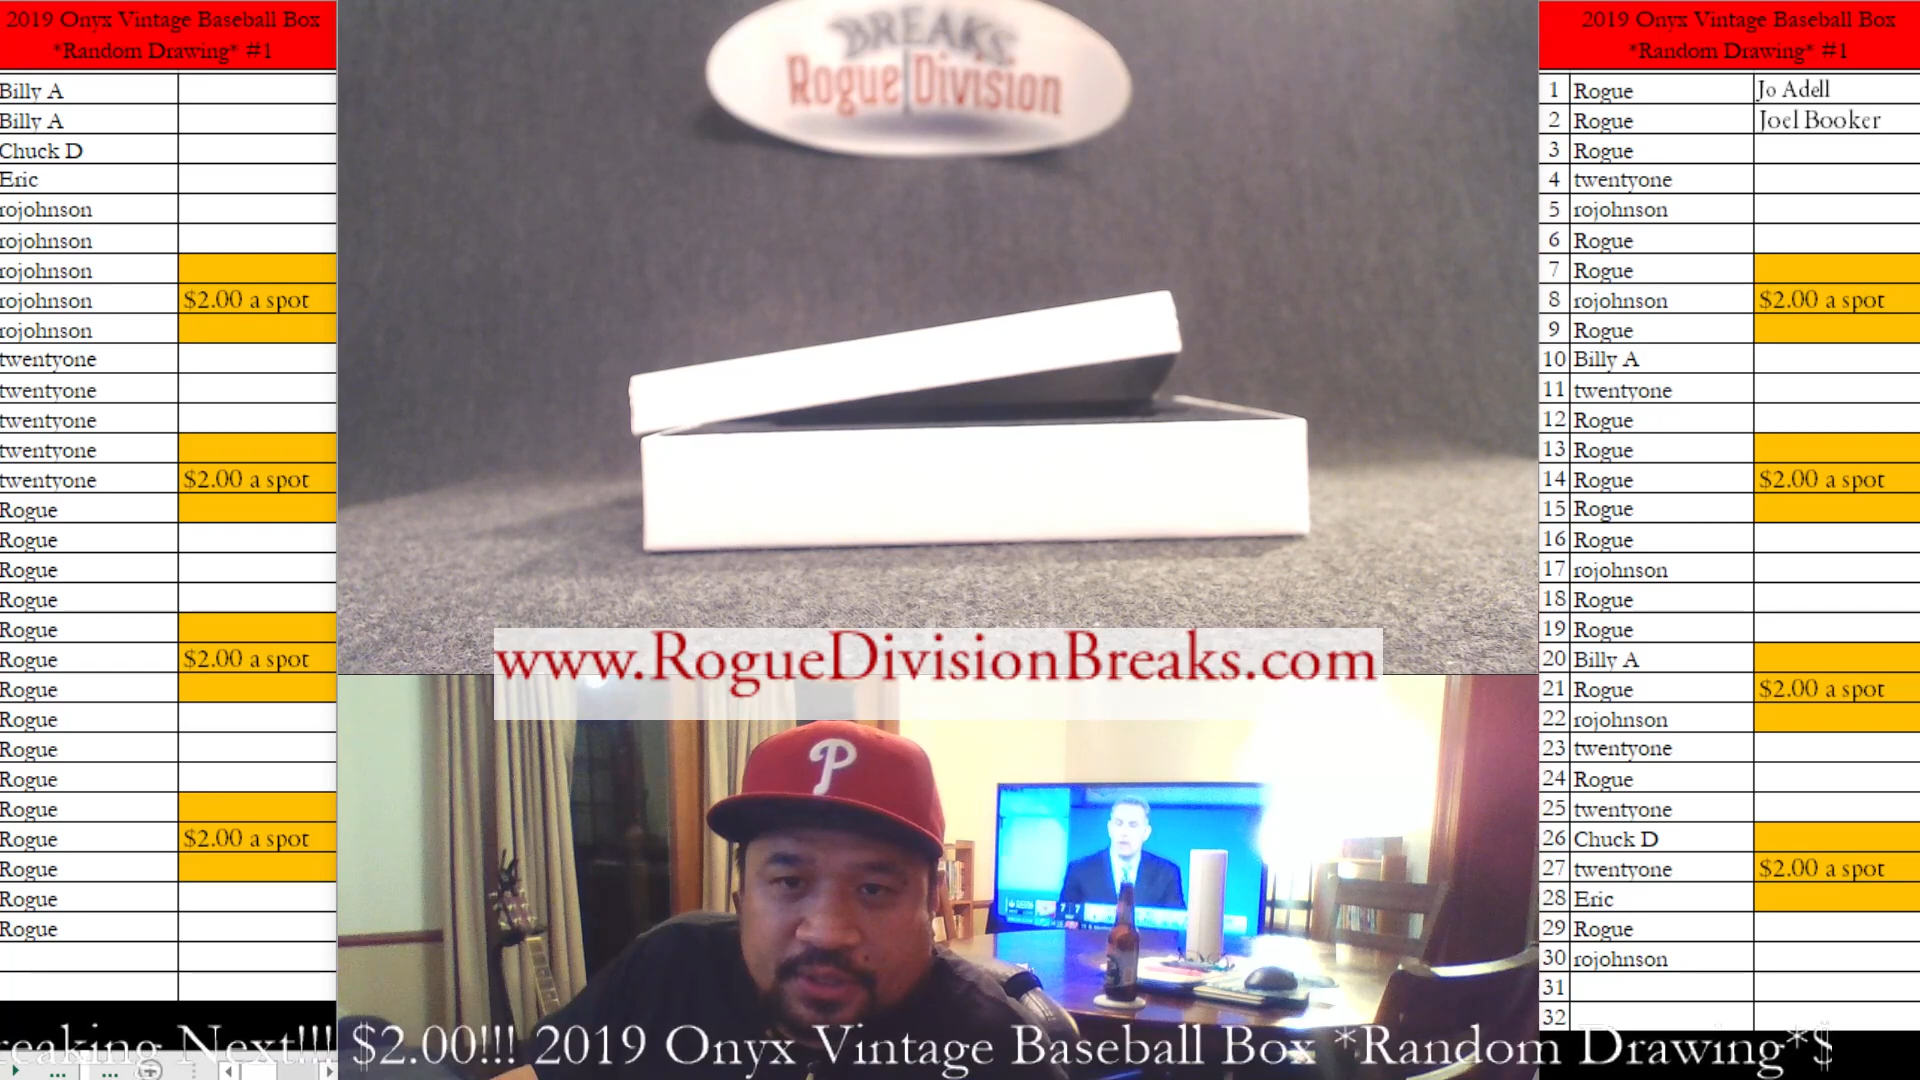 2019 Onyx Vintage Baseball Box
*Random Drawing* #1
Billy A
Billy A
Chuck D
Eric
rojohnson
rojohnson
rojohnson
rojohnson $2.00 a spot
rojohnson
twentyone
twentyone
twentyone
twentyone
twentyone $2.00 a spot
Rogue
Rogue
Rogue
Rogue
Rogue
Rogue $2.00 a spot
Rogue
Rogue
Rogue
Rogue
Rogue
Rogue $2.00 a spot
Rogue
Rogue
Rogue
BREAKS
Rogue Division
www.RogueDivisionBreaks.com
P
2019 Onyx Vintage Baseball Box
*Random Drawing* #1
1 Rogue Jo Adell
2 Rogue Joel Booker
3 Rogue
4 twentyone
5 rojohnson
6 Rogue
7 Rogue
8 rojohnson $2.00 a spot
9 Rogue
10 Billy A
11 twentyone
12 Rogue
13 Rogue
14 Rogue $2.00 a spot
15 Rogue
16 Rogue
17 rojohnson
18 Rogue
19 Rogue
20 Billy A
21 Rogue $2.00 a spot
22 rojohnson
23 twentyone
24 Rogue
25 twentyone
26 Chuck D
27 twentyone $2.00 a spot
28 Eric
29 Rogue
30 rojohnson
31
32
reaking Next!!! $2.00!!! 2019 Onyx Vintage Baseball Box *Random Drawing*$